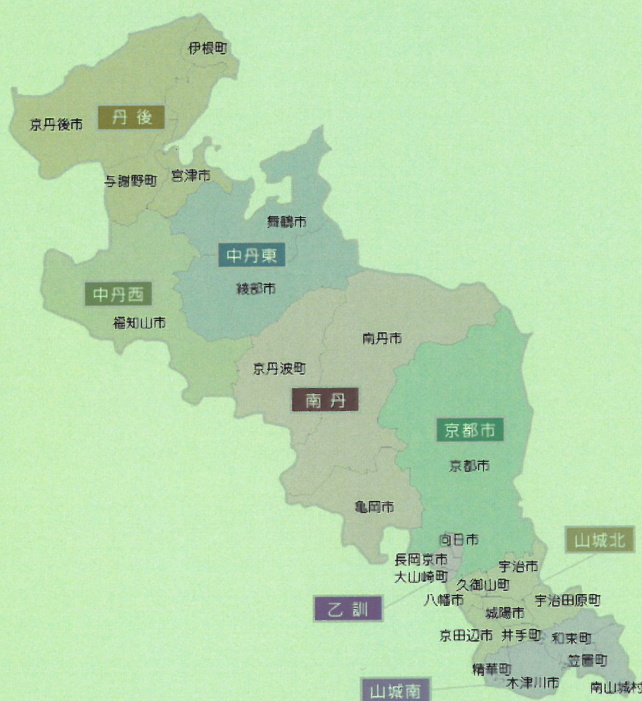 伊根町
丹後
京丹後市
宮津市
与謝野町
舞鶴市
中丹東
綾部市
中丹西
福知山市
南丹市
京丹波町
南丹
京都市
京都市
亀岡市
向日市
山城北
長岡京市
宇治市
大山崎町
久御山町
八幡市
宇治田原町
乙訓
城陽市
京田辺市
井手町
和束町
笠置町
精華町
木津川市
南山城村
山城南